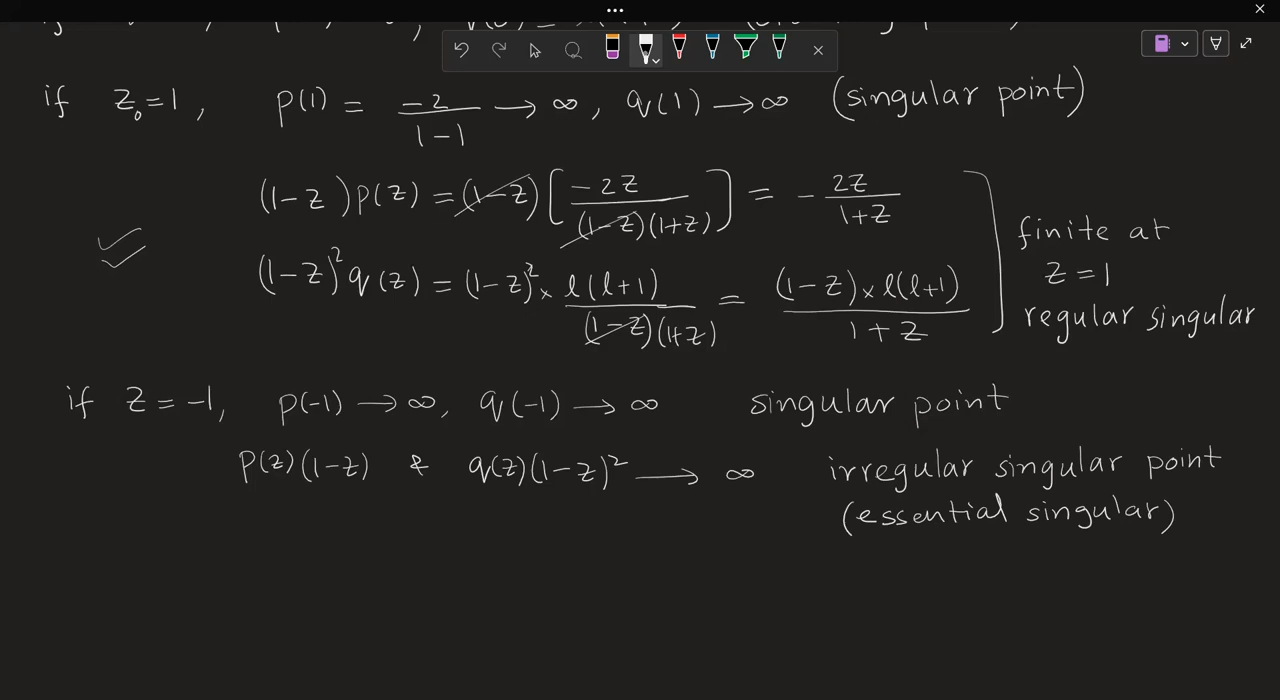 if z₀=1, p(1) = -2/(1-1) → ∞, q(1) → ∞ (singular point)
(1-z)p(z) = (1-z)[-2z/((1-z)(1+z))] = - 2z/(1+z)
(1-z)² q(z) = (1-z)² × l(l+1)/((1-z)(1+z)) = (1-z)×l(l+1)/(1+z)
finite at
z=1
regular singular
if z=-1, p(-1) → ∞, q(-1) → ∞ singular point
p(z)(1-z) & q(z)(1-z)² → ∞ irregular singular point
(essential singular)